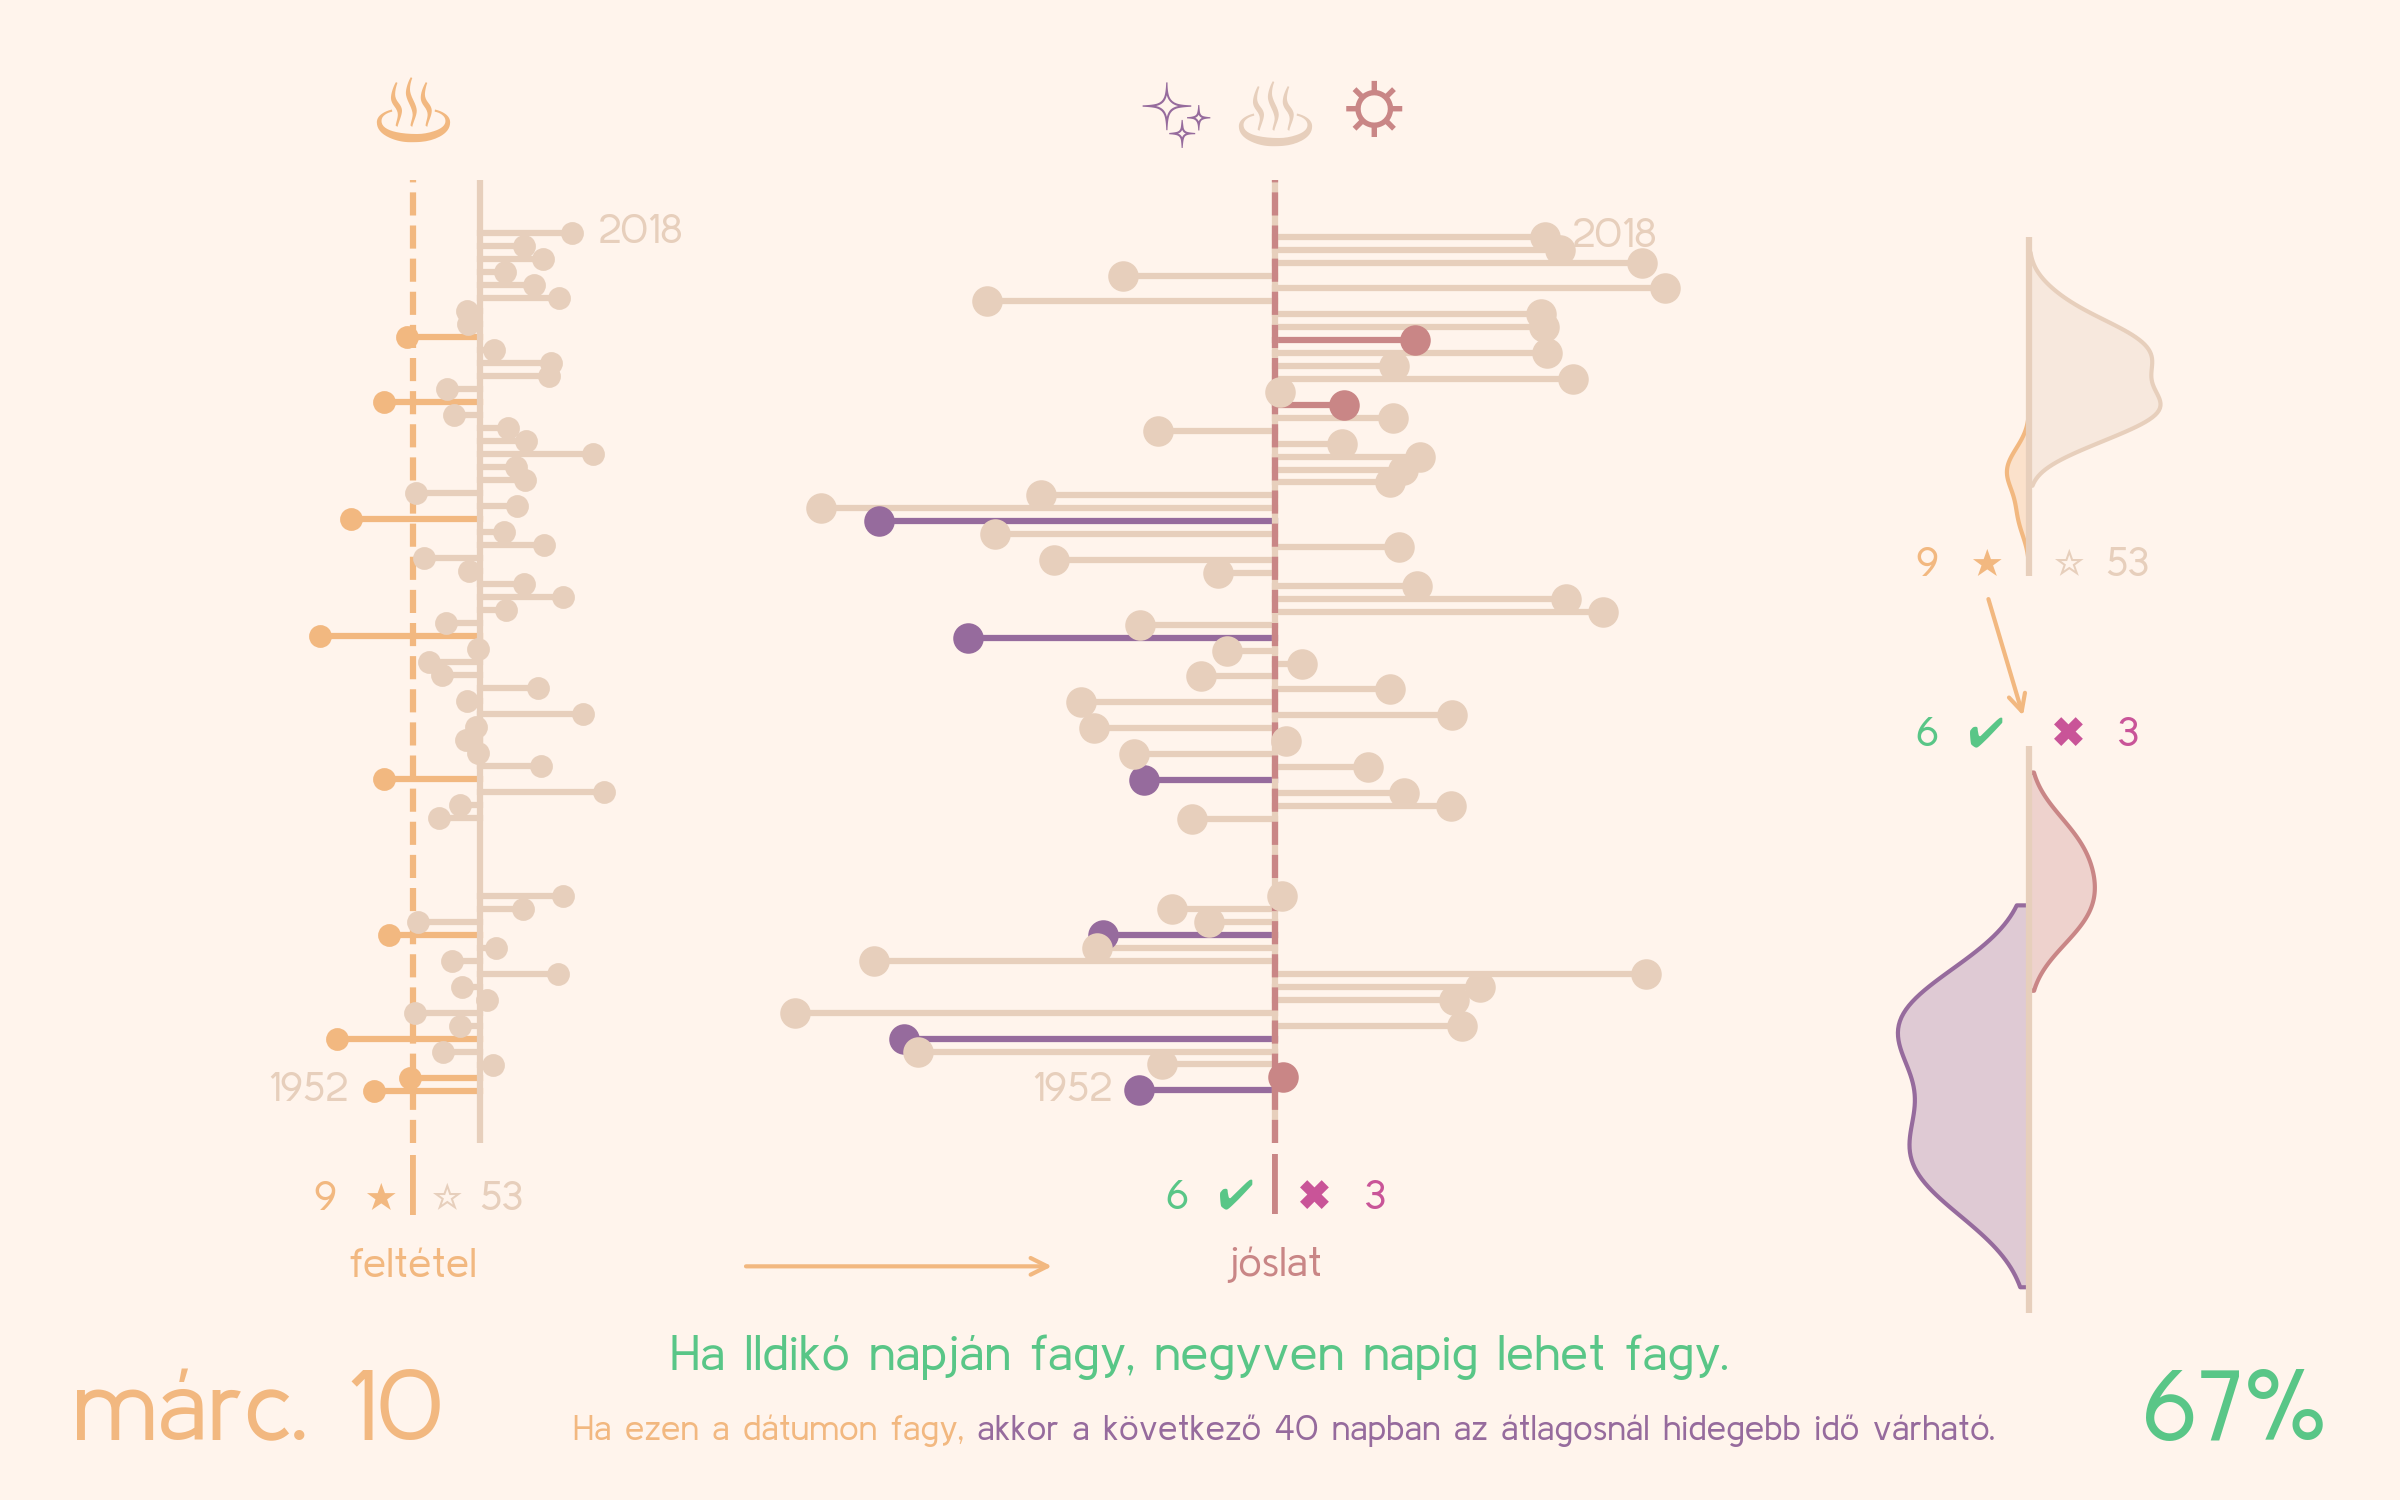 2018
2018
9 ★ ☆ 53
6 ✔ ✖ 3
1952
1952
9 ★ ☆ 53
6 ✔ ✖ 3
feltétel
jóslat
Ha Ildikó napján fagy, negyven napig lehet fagy.
márc. 10
67%
Ha ezen a dátumon fagy, akkor a következő 40 napban az átlagosnál hidegebb idő várható.